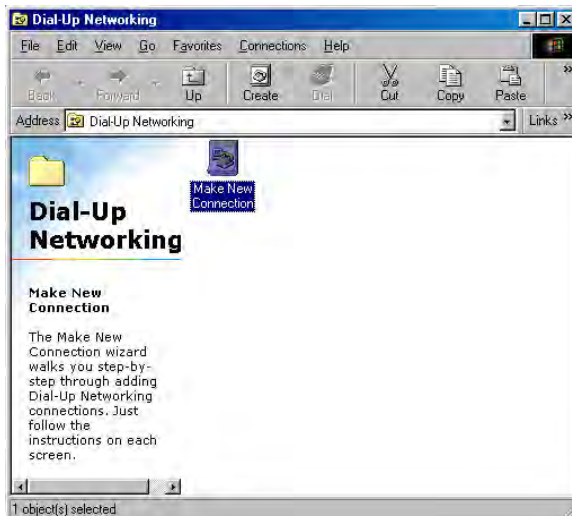 Dial-Up Networking
File Edit View Go Favorites Connections Help
Back Forward Up Create Dial Cut Copy Paste »
Address Dial-Up Networking Links »
Make New
Connection
Dial-Up
Networking
Make New
Connection
The Make New
Connection wizard
walks you step-by-
step through adding
Dial-Up Networking
connections. Just
follow the
instructions on each
screen.
1 object(s) selected